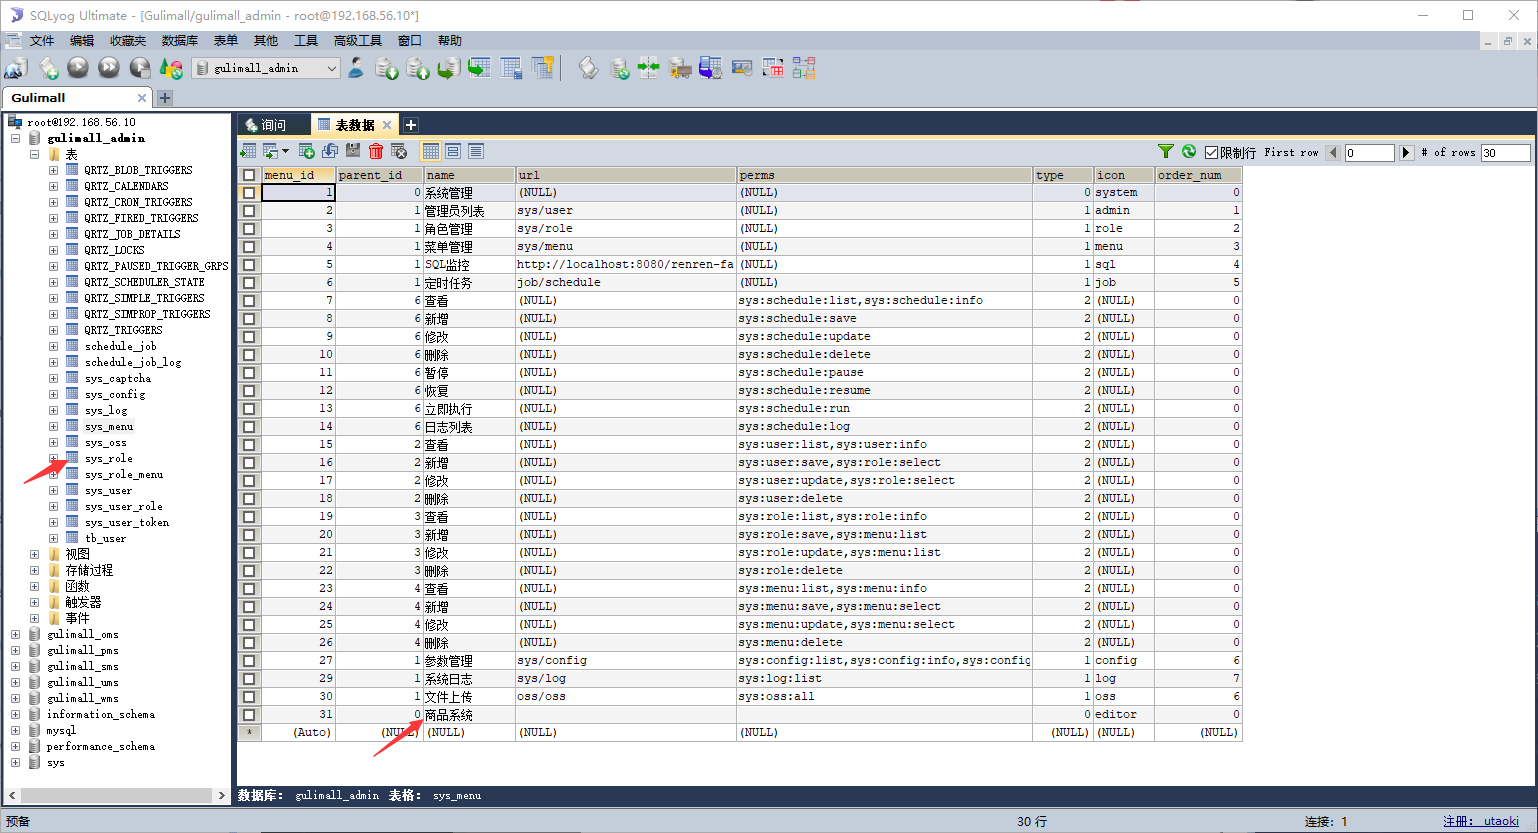 SQLyog Ultimate - [Gulimall/gulimall_admin - root@192.168.56.10*]
文件 编辑 收藏夹 数据库 表单 其他 工具 高级工具 窗口 帮助
gulimall_admin
Gulimall
root@192.168.56.10
gulimall_admin
表
QRTZ_BLOB_TRIGGERS
QRTZ_CALENDARS
QRTZ_CRON_TRIGGERS
QRTZ_FIRED_TRIGGERS
QRTZ_JOB_DETAILS
QRTZ_LOCKS
QRTZ_PAUSED_TRIGGER_GRPS
QRTZ_SCHEDULER_STATE
QRTZ_SIMPLE_TRIGGERS
QRTZ_SIMPROP_TRIGGERS
QRTZ_TRIGGERS
schedule_job
schedule_job_log
sys_captcha
sys_config
sys_log
sys_menu
sys_oss
sys_role
sys_role_menu
sys_user
sys_user_role
sys_user_token
tb_user
视图
存储过程
函数
触发器
事件
gulimall_oms
gulimall_pms
gulimall_sms
gulimall_ums
gulimall_wms
information_schema
mysql
performance_schema
sys
询问 表数据
限制行 First row 0 # of rows 30
menu_id parent_id name url perms type icon order_num
1 0 系统管理 (NULL) (NULL) 0 system 0
2 1 管理员列表 sys/user (NULL) 1 admin 1
3 1 角色管理 sys/role (NULL) 1 role 2
4 1 菜单管理 sys/menu (NULL) 1 menu 3
5 1 SQL监控 http://localhost:8080/renren-fa (NULL) 1 sql 4
6 1 定时任务 job/schedule (NULL) 1 job 5
7 6 查看 (NULL) sys:schedule:list,sys:schedule:info 2 (NULL) 0
8 6 新增 (NULL) sys:schedule:save 2 (NULL) 0
9 6 修改 (NULL) sys:schedule:update 2 (NULL) 0
10 6 删除 (NULL) sys:schedule:delete 2 (NULL) 0
11 6 暂停 (NULL) sys:schedule:pause 2 (NULL) 0
12 6 恢复 (NULL) sys:schedule:resume 2 (NULL) 0
13 6 立即执行 (NULL) sys:schedule:run 2 (NULL) 0
14 6 日志列表 (NULL) sys:schedule:log 2 (NULL) 0
15 2 查看 (NULL) sys:user:list,sys:user:info 2 (NULL) 0
16 2 新增 (NULL) sys:user:save,sys:role:select 2 (NULL) 0
17 2 修改 (NULL) sys:user:update,sys:role:select 2 (NULL) 0
18 2 删除 (NULL) sys:user:delete 2 (NULL) 0
19 3 查看 (NULL) sys:role:list,sys:role:info 2 (NULL) 0
20 3 新增 (NULL) sys:role:save,sys:menu:list 2 (NULL) 0
21 3 修改 (NULL) sys:role:update,sys:menu:list 2 (NULL) 0
22 3 删除 (NULL) sys:role:delete 2 (NULL) 0
23 4 查看 (NULL) sys:menu:list,sys:menu:info 2 (NULL) 0
24 4 新增 (NULL) sys:menu:save,sys:menu:select 2 (NULL) 0
25 4 修改 (NULL) sys:menu:update,sys:menu:select 2 (NULL) 0
26 4 删除 (NULL) sys:menu:delete 2 (NULL) 0
27 1 参数管理 sys/config sys:config:list,sys:config:info,sys:config 1 config 6
29 1 系统日志 sys/log sys:log:list 1 log 7
30 1 文件上传 oss/oss sys:oss:all 1 oss 6
31 0 商品系统 0 editor 0
* (Auto) (NULL) (NULL) (NULL) (NULL) (NULL) (NULL) (NULL)
数据库: gulimall_admin 表格: sys_menu
预备 30 行 连接: 1 注册: utaoki